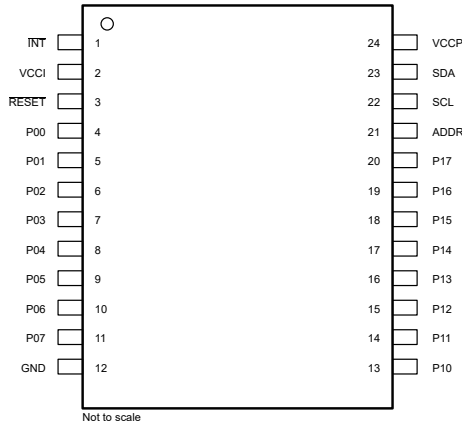 INT 1 24 VCCP
VCCI 2 23 SDA
RESET 3 22 SCL
P00 4 21 ADDR
P01 5 20 P17
P02 6 19 P16
P03 7 18 P15
P04 8 17 P14
P05 9 16 P13
P06 10 15 P12
P07 11 14 P11
GND 12 13 P10
Not to scale